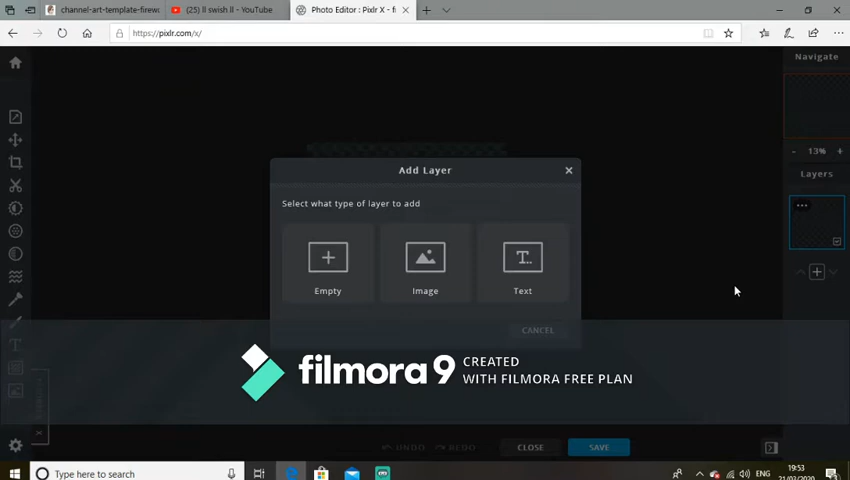 channel-art-template-firewo
(25) ll swish ll - YouTube
Photo Editor : Pixlr X - f
https://pixlr.com/x/
Navigate
13%
Layers
Add Layer
Select what type of layer to add
Empty
Image
Text
CANCEL
filmora 9
CREATED
WITH FILMORA FREE PLAN
UNDO
REDO
CLOSE
SAVE
Type here to search
ENG
19:53
21/03/2020